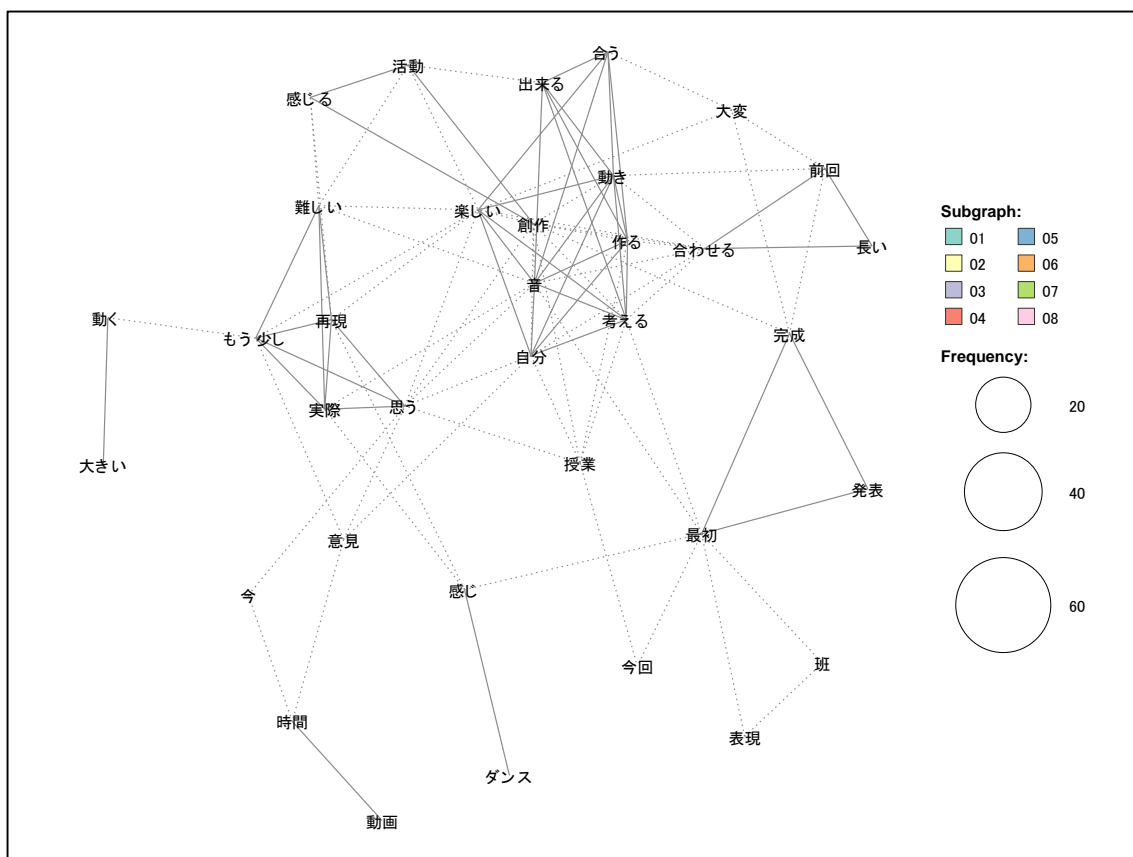 合う
活動
出来る
感じる
大変
前回
動き
難しい
楽しい
創作
作る
合わせる
長い
音
動く
再現
考える
もう少し
自分
完成
実際
思う
大きい
授業
発表
最初
意見
今
感じ
今回
班
時間
表現
ダンス
動画
Subgraph:
01 05
02 06
03 07
04 08
Frequency:
20
40
60